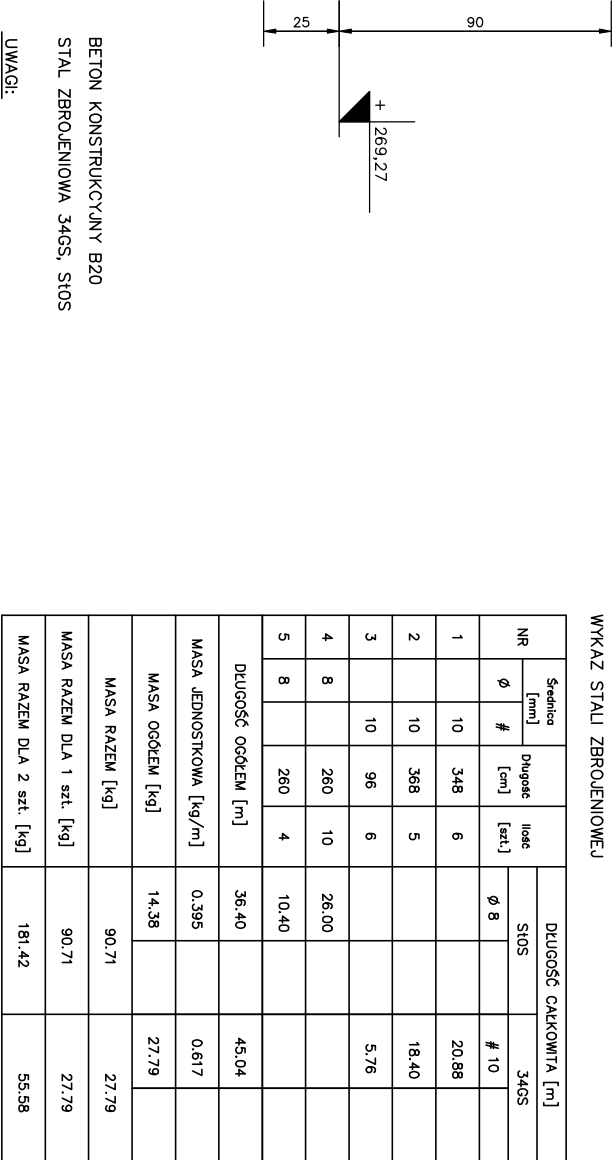 90
25
+
269,27
BETON KONSTRUKCYJNY B20
STAL ZBROJENIOWA 34GS, St0S
UWAGI:
WYKAZ STALI ZBROJENIOWEJ
NR Średnica [mm] Długość [cm] Ilość [szt.] DŁUGOŚĆ CAŁKOWITA [m]
St0S 34GS
Ø # Ø 8 # 10
1 10 348 6 20.88
2 10 368 5 18.40
3 10 96 6 5.76
4 8 260 10 26.00
5 8 260 4 10.40
DŁUGOŚĆ OGÓŁEM [m] 36.40 45.04
MASA JEDNOSTKOWA [kg/m] 0.395 0.617
MASA OGÓŁEM [kg] 14.38 27.79
MASA RAZEM [kg] 90.71 27.79
MASA RAZEM DLA 1 szt. [kg] 90.71 27.79
MASA RAZEM DLA 2 szt. [kg] 181.42 55.58